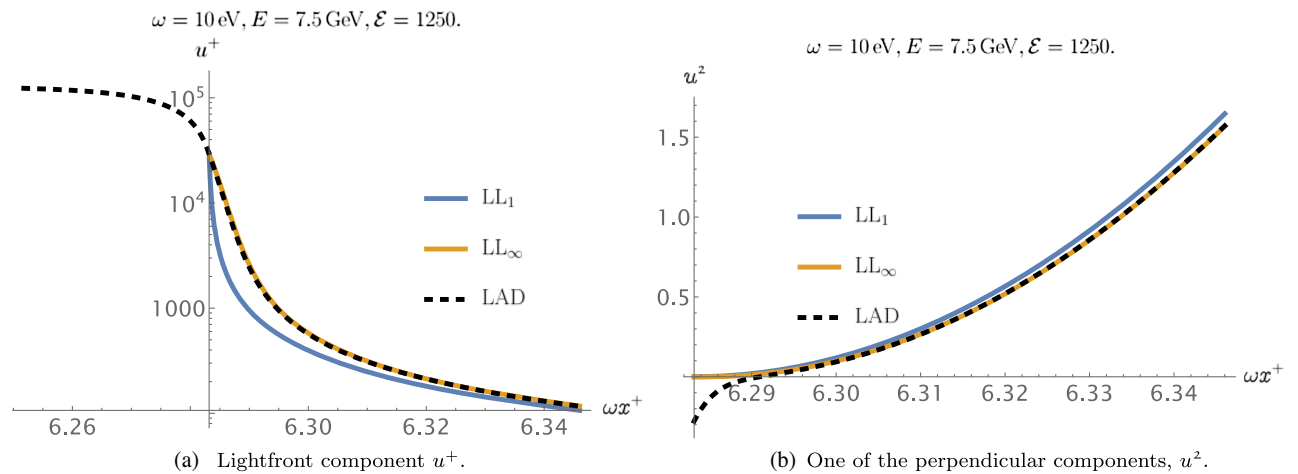 ω = 10 eV, E = 7.5 GeV, ℰ = 1250.
u⁺
10⁵
10⁴
1000
LL₁
LL∞
LAD
6.26
6.30
6.32
6.34
ωx⁺
(a) Lightfront component u⁺.
ω = 10 eV, E = 7.5 GeV, ℰ = 1250.
u²
1.5
1.0
0.5
LL₁
LL∞
LAD
6.29
6.30
6.31
6.32
6.33
6.34
ωx⁺
(b) One of the perpendicular components, u².